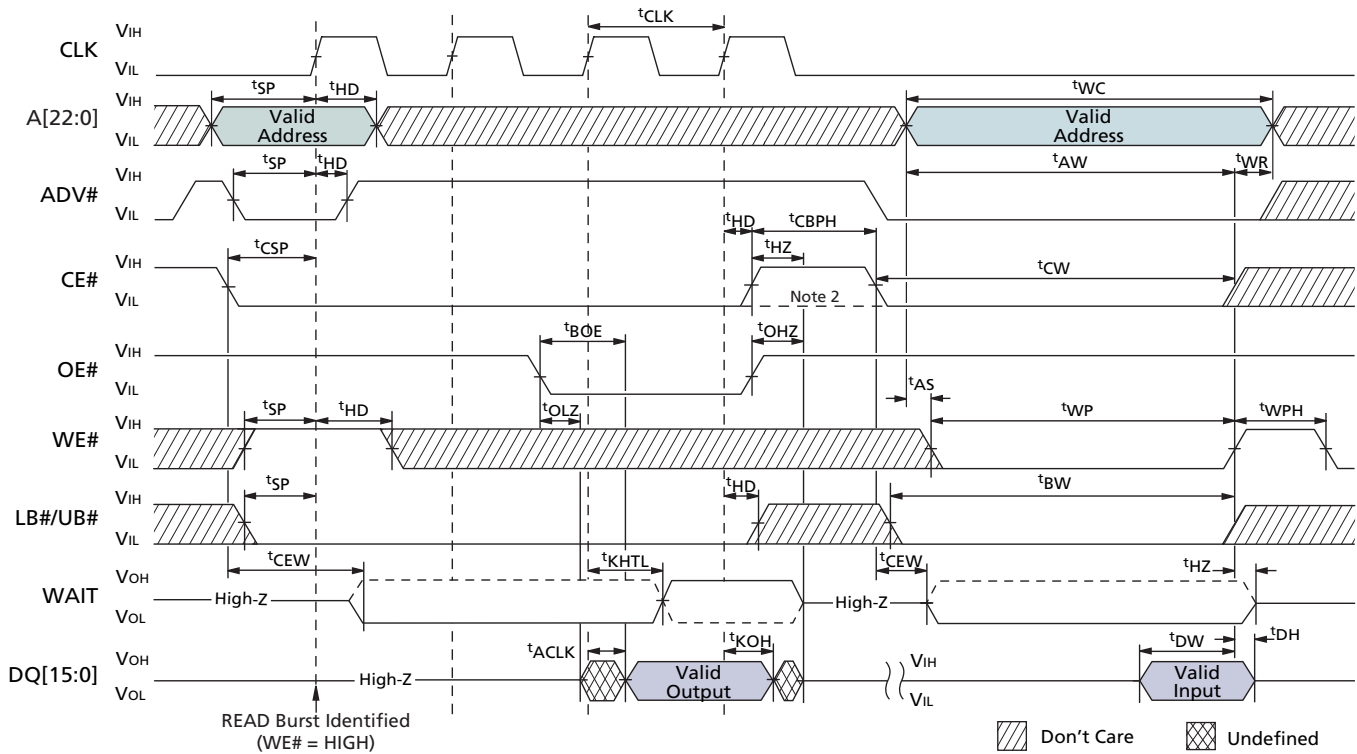 tCLK
VIH
CLK
VIL
tSP tHD tWC
VIH
A[22:0] Valid Address Valid Address
VIL
tSP tHD tAW tWR
VIH
ADV#
VIL
tHD tCBPH
tCSP tHZ
VIH
CE# tCW
VIL Note 2
tBOE tOHZ
VIH
OE#
VIL
tAS
tSP tHD tOLZ tWP tWPH
VIH
WE#
VIL
tSP tHD tBW
VIH
LB#/UB#
VIL
tCEW tKHTL tCEW tHZ
VOH
WAIT High-Z High-Z
VOL
tACLK tKOH tDW tDH
VOH VIH
DQ[15:0] High-Z Valid Output Valid Input
VOL VIL
READ Burst Identified
(WE# = HIGH)
Don't Care Undefined